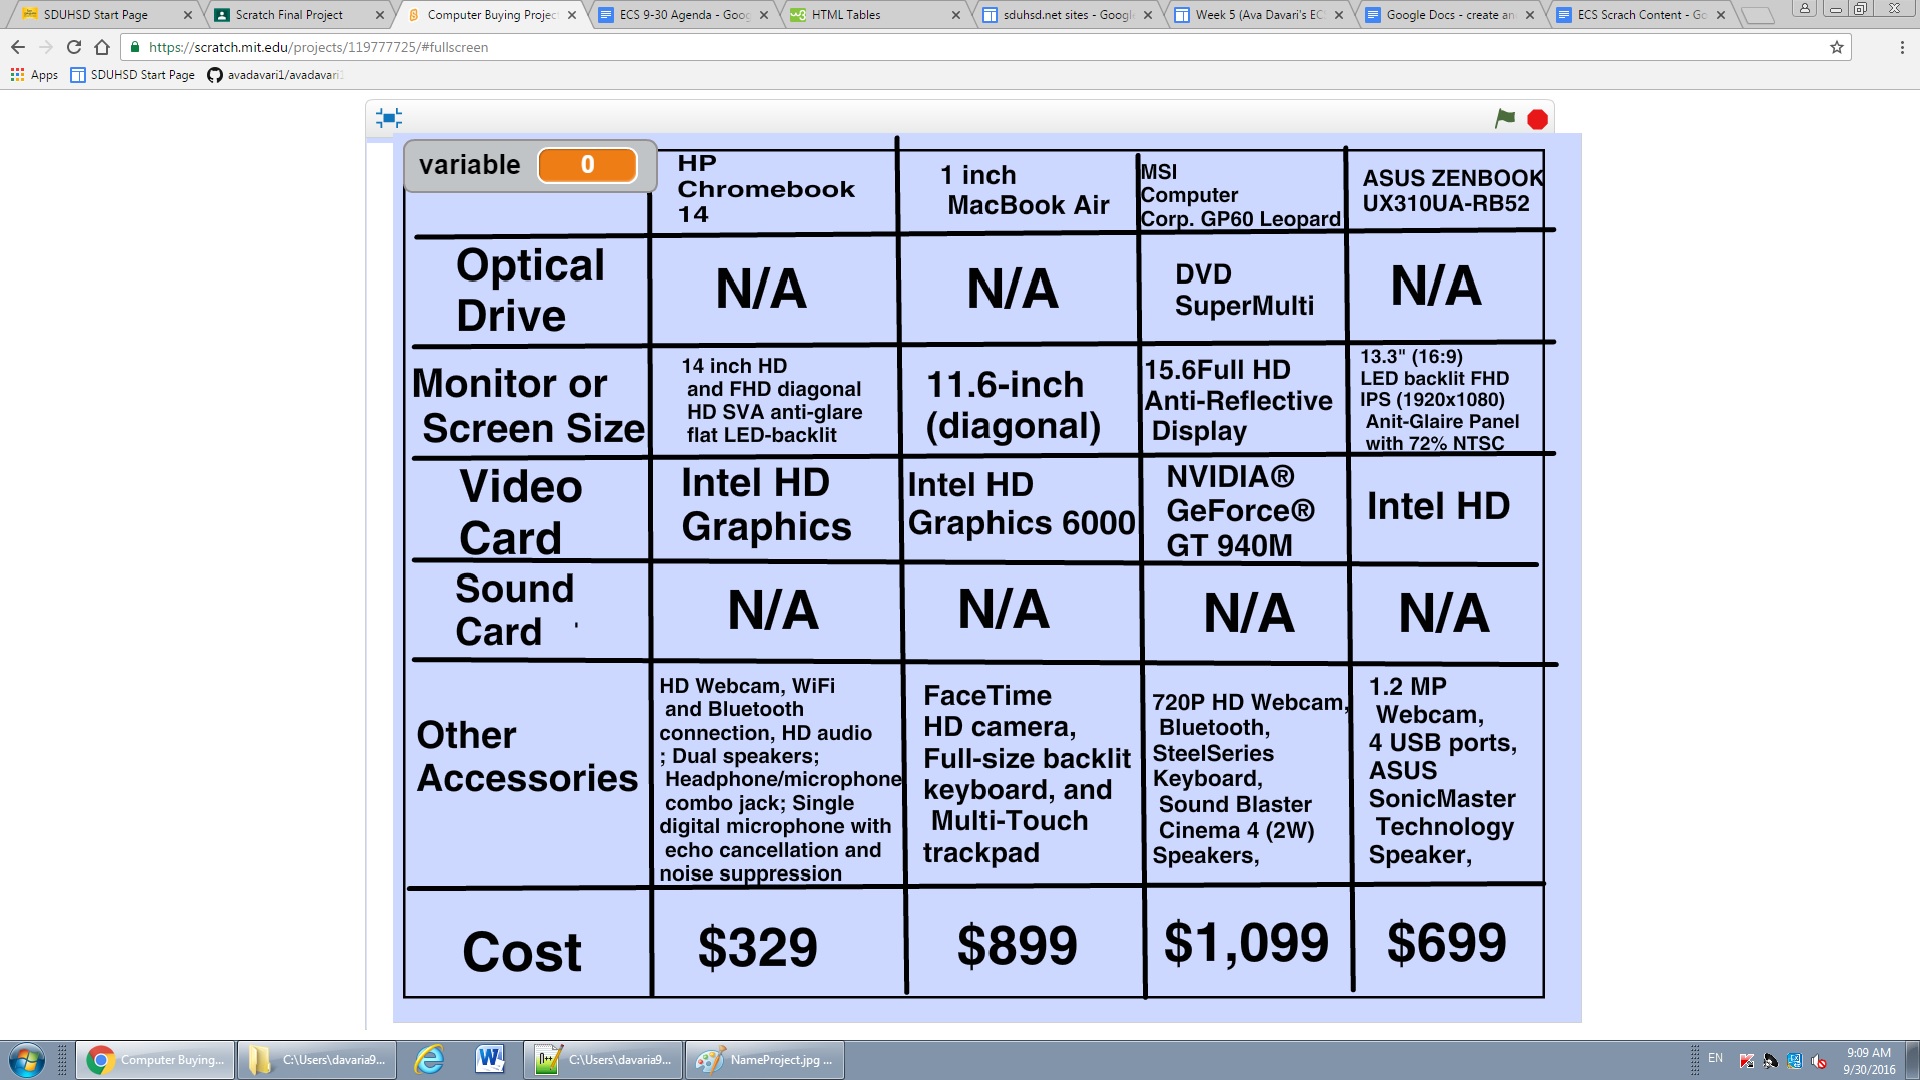 SDUHSD Start Page
Scratch Final Project
Computer Buying Projec
ECS 9-30 Agenda - Goo
HTML Tables
sduhsd.net sites - Googl
Week 5 (Ava Davari's EC
Google Docs - create an
ECS Scrach Content - Go
https://scratch.mit.edu/projects/119777725/#fullscreen
Apps
SDUHSD Start Page
avadavari1/avadavari
variable 0
HP
Chromebook
14
1 inch
MacBook Air
MSI
Computer
Corp. GP60 Leopard
ASUS ZENBOOK
UX310UA-RB52
Optical
Drive
N/A
N/A
DVD
SuperMulti
N/A
Monitor or
Screen Size
14 inch HD
and FHD diagonal
HD SVA anti-glare
flat LED-backlit
11.6-inch
(diagonal)
15.6Full HD
Anti-Reflective
Display
13.3" (16:9)
LED backlit FHD
IPS (1920x1080)
Anit-Glaire Panel
with 72% NTSC
Video
Card
Intel HD
Graphics
Intel HD
Graphics 6000
NVIDIA®
GeForce®
GT 940M
Intel HD
Sound
Card
N/A
N/A
N/A
N/A
Other
Accessories
HD Webcam, WiFi
and Bluetooth
connection, HD audio
; Dual speakers;
Headphone/microphone
combo jack; Single
digital microphone with
echo cancellation and
noise suppression
FaceTime
HD camera,
Full-size backlit
keyboard, and
Multi-Touch
trackpad
720P HD Webcam,
Bluetooth,
SteelSeries
Keyboard,
Sound Blaster
Cinema 4 (2W)
Speakers,
1.2 MP
Webcam,
4 USB ports,
ASUS
SonicMaster
Technology
Speaker,
Cost
$329
$899
$1,099
$699
Computer Buying...
C:\Users\davaria9...
C:\Users\davaria9...
NameProject.jpg ...
EN
9:09 AM
9/30/2016